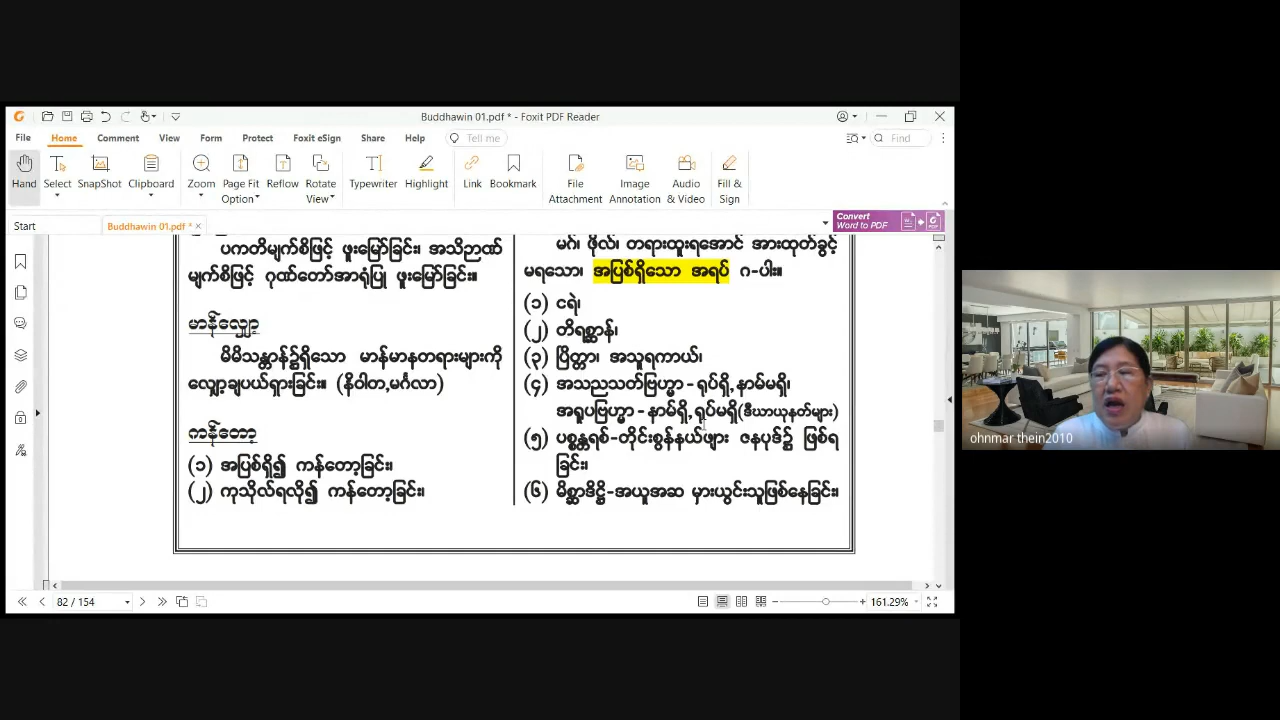 Buddhawin 01.pdf * - Foxit PDF Reader
File Home Comment View Form Protect Foxit eSign Share Help Tell me Find
Hand Select SnapShot Clipboard Zoom Page Fit Option Reflow Rotate View Typewriter Highlight Link Bookmark File Attachment Image Annotation Audio & Video Fill & Sign
Start Buddhawin 01.pdf * Convert Word to PDF
ပကတိမျက်စိဖြင့် ဖူးမြော်ခြင်း။ အသိဉာဏ်
မျက်စိဖြင့် ဂုဏ်တော်အာရုံပြု ဖူးမြော်ခြင်း။
မာန်လျှော့
မိမိသန္တာန်၌ရှိသော မာန်မာနတရားများကို
လျှော့ချပယ်ရှားခြင်း။ (နိဝါတ,မင်္ဂလာ)
ကန်တော့
(၁) အပြစ်ရှိ၍ ကန်တော့ခြင်း၊
(၂) ကုသိုလ်ရလို၍ ကန်တော့ခြင်း၊
မဂ်၊ ဖိုလ်၊ တရားထူးရအောင် အားထုတ်ခွင့်
မရသော၊ အပြစ်ရှိသော အရပ် ဂ-ပါး။
(၁) ငရဲ၊
(၂) တိရစ္ဆာန်၊
(၃) ပြိတ္တာ၊ အသူရကာယ်၊
(၄) အသညသတ်ဗြဟ္မာ - ရုပ်ရှိ, နာမ်မရှိ၊
အရူပဗြဟ္မာ - နာမ်ရှိ, ရုပ်မရှိ(ဒီဃာယုနတ်များ)
(၅) ပစ္စန္တရစ်-တိုင်းစွန်နယ်ဖျား ဇနပုဒ်၌ ဖြစ်ရ
ခြင်း၊
(၆) မိစ္ဆာဒိဋ္ဌိ-အယူအဆ မှားယွင်းသူဖြစ်နေခြင်း၊
82 / 154 161.29%
ohnmar thein2010